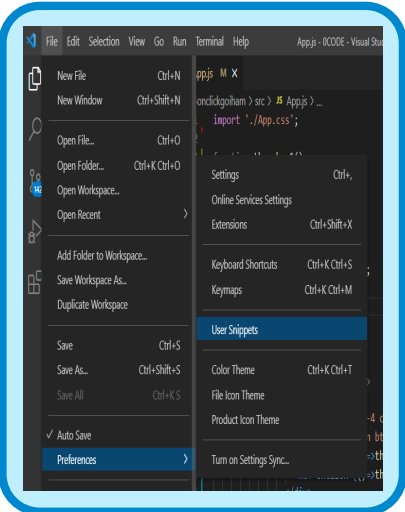 File Edit Selection View Go Run Terminal Help App.js - 0CODE - Visual Stud
New File Ctrl+N
New Window Ctrl+Shift+N
Open File... Ctrl+O
Open Folder... Ctrl+K Ctrl+O
Open Workspace...
Open Recent >
Add Folder to Workspace...
Save Workspace As...
Duplicate Workspace
Save Ctrl+S
Save As... Ctrl+Shift+S
Save All Ctrl+K S
✓ Auto Save
Preferences >
142
App.js M X
onclickgoiham > src > JS App.js > ...
import './App.css';
Settings Ctrl+,
Online Services Settings
Extensions Ctrl+Shift+X
Keyboard Shortcuts Ctrl+K Ctrl+S
Keymaps Ctrl+K Ctrl+M
User Snippets
Color Theme Ctrl+K Ctrl+T
File Icon Theme
Product Icon Theme
Turn on Settings Sync...